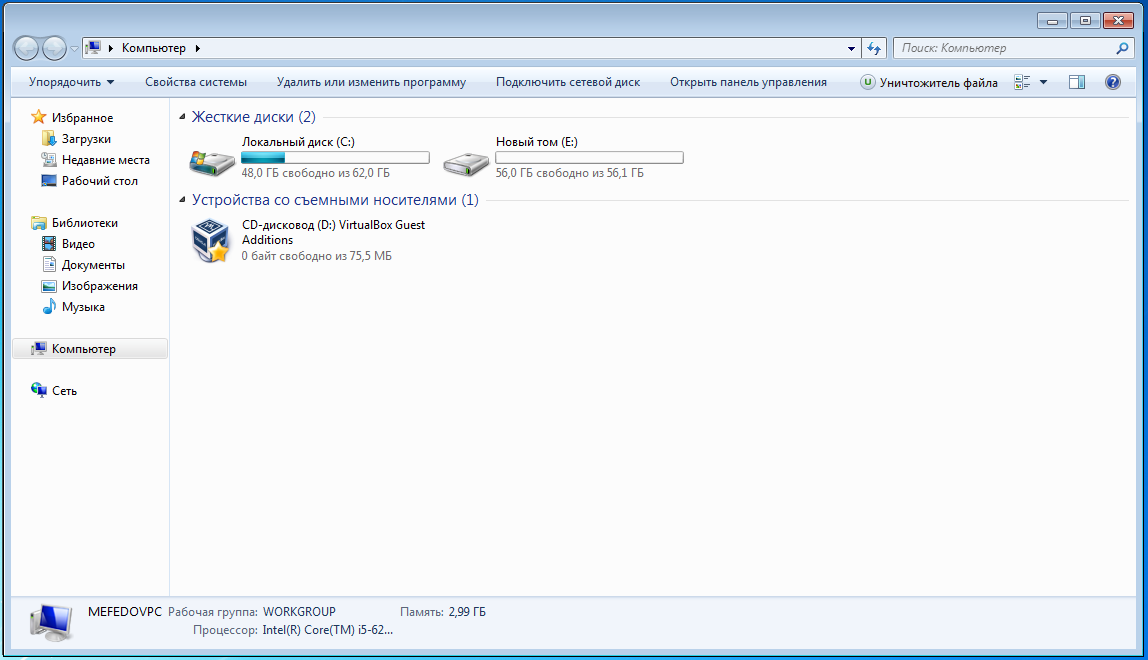 Компьютер
Поиск: Компьютер
Упорядочить Свойства системы Удалить или изменить программу Подключить сетевой диск Открыть панель управления U Уничтожитель файла
Избранное
Загрузки
Недавние места
Рабочий стол
Библиотеки
Видео
Документы
Изображения
Музыка
Компьютер
Сеть
Жесткие диски (2)
Локальный диск (C:)
48,0 ГБ свободно из 62,0 ГБ
Новый том (E:)
56,0 ГБ свободно из 56,1 ГБ
Устройства со съемными носителями (1)
CD-дисковод (D:) VirtualBox Guest
Additions
0 байт свободно из 75,5 МБ
MEFEDOVPC Рабочая группа: WORKGROUP Память: 2,99 ГБ
Процессор: Intel(R) Core(TM) i5-62...